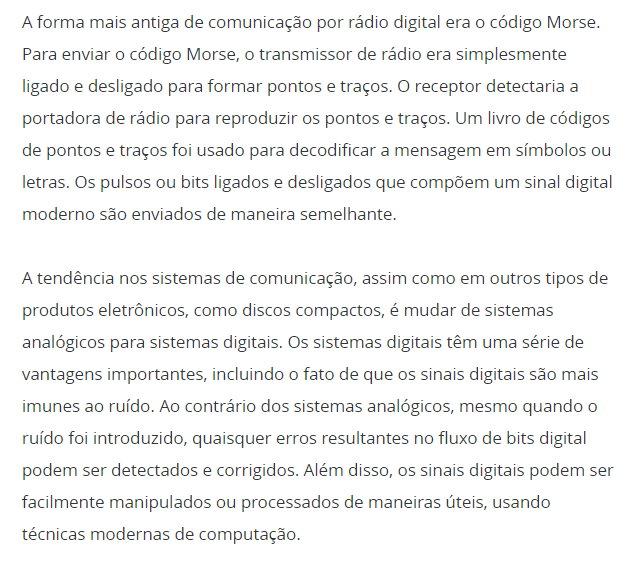 A forma mais antiga de comunicação por rádio digital era o código Morse.
Para enviar o código Morse, o transmissor de rádio era simplesmente
ligado e desligado para formar pontos e traços. O receptor detectaria a
portadora de rádio para reproduzir os pontos e traços. Um livro de códigos
de pontos e traços foi usado para decodificar a mensagem em símbolos ou
letras. Os pulsos ou bits ligados e desligados que compõem um sinal digital
moderno são enviados de maneira semelhante.

A tendência nos sistemas de comunicação, assim como em outros tipos de
produtos eletrônicos, como discos compactos, é mudar de sistemas
analógicos para sistemas digitais. Os sistemas digitais têm uma série de
vantagens importantes, incluindo o fato de que os sinais digitais são mais
imunes ao ruído. Ao contrário dos sistemas analógicos, mesmo quando o
ruído foi introduzido, quaisquer erros resultantes no fluxo de bits digital
podem ser detectados e corrigidos. Além disso, os sinais digitais podem ser
facilmente manipulados ou processados de maneiras úteis, usando
técnicas modernas de computação.